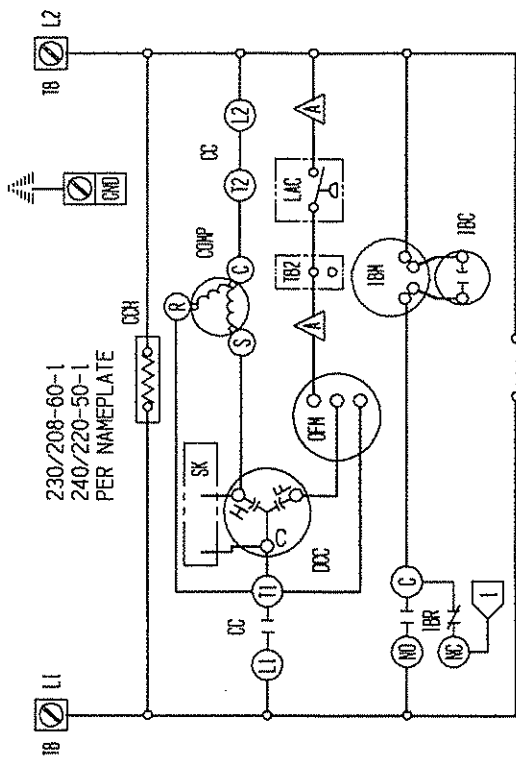 TB L1
TB L2
GND
230/208-60-1
240/220-50-1
PER NAMEPLATE
CCH
R
COMP
CC
SK
H
S
C
T2
L2
CC
L1
T1
C
F
DCC
OFM
A
TB2
LAC
A
NO
C
IBR
NC
1
IBM
IBC